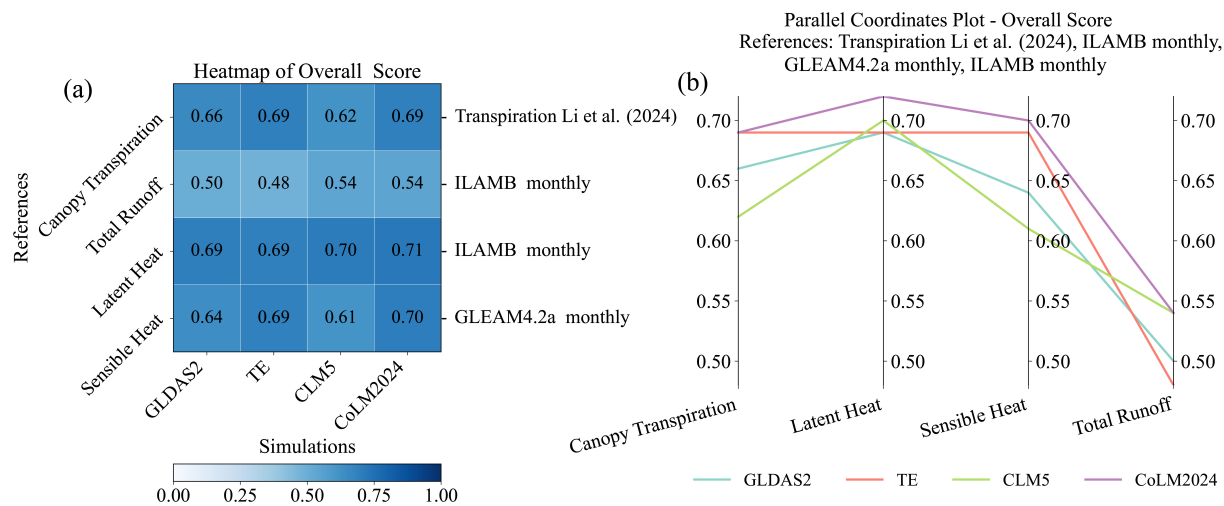 (a)
Heatmap of Overall Score
References
Canopy Transpiration
0.66 0.69 0.62 0.69
Transpiration Li et al. (2024)
Total Runoff
0.50 0.48 0.54 0.54
ILAMB monthly
Latent Heat
0.69 0.69 0.70 0.71
ILAMB monthly
Sensible Heat
0.64 0.69 0.61 0.70
GLEAM4.2a monthly
GLDAS2 TE CLM5 CoLM2024
Simulations
0.00 0.25 0.50 0.75 1.00
(b)
Parallel Coordinates Plot - Overall Score
References: Transpiration Li et al. (2024), ILAMB monthly,
GLEAM4.2a monthly, ILAMB monthly
0.70 0.70 0.70 0.70
0.65 0.65 0.65 0.65
0.60 0.60 0.60 0.60
0.55 0.55 0.55 0.55
0.50 0.50 0.50 0.50
Canopy Transpiration Latent Heat Sensible Heat Total Runoff
GLDAS2 TE CLM5 CoLM2024